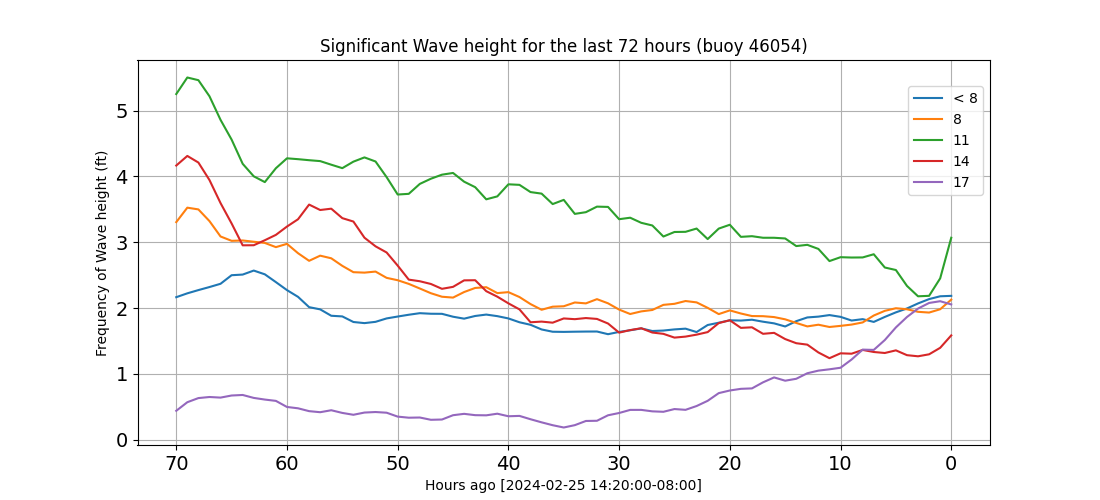 Significant Wave height for the last 72 hours (buoy 46054)
Frequency of Wave height (ft)
5
4
3
2
1
0
< 8
8
11
14
17
70 60 50 40 30 20 10 0
Hours ago [2024-02-25 14:20:00-08:00]